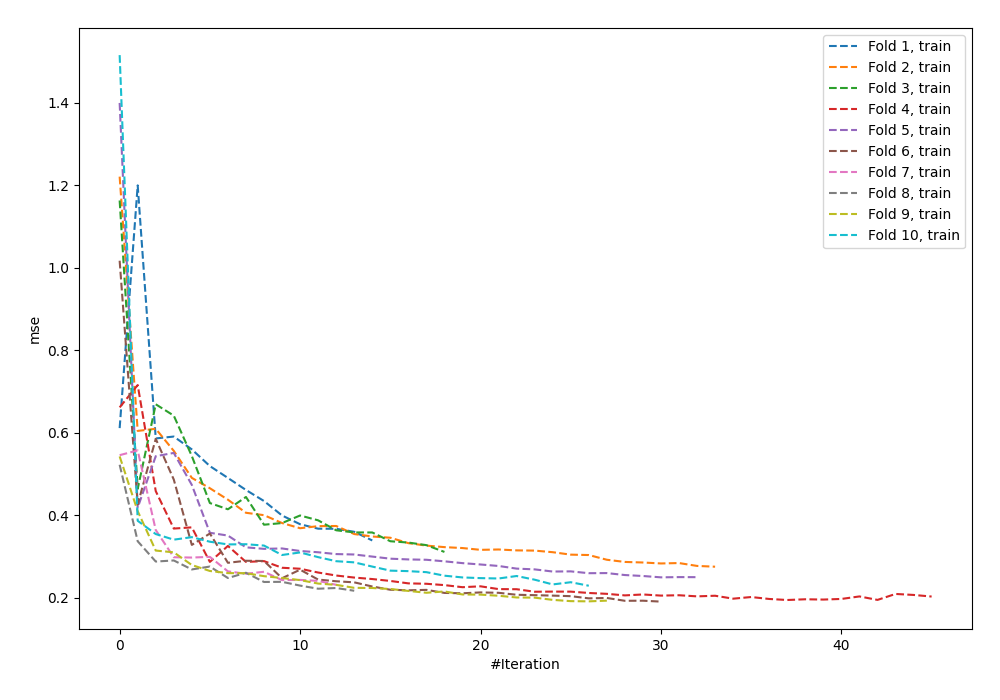 1.4
1.2
1.0
0.8
0.6
0.4
0.2
mse
0
10
20
30
40
#Iteration
Fold 1, train
Fold 2, train
Fold 3, train
Fold 4, train
Fold 5, train
Fold 6, train
Fold 7, train
Fold 8, train
Fold 9, train
Fold 10, train